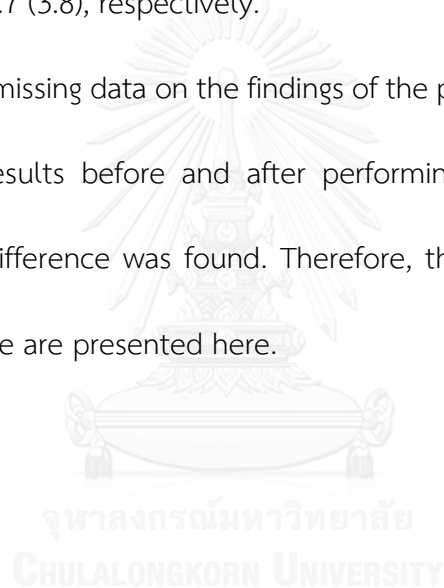 .7 (3.8), respectively.
missing data on the findings of the p
esults before and after performin
ifference was found. Therefore, th
e are presented here.
จุฬาลงกรณ์มหาวิทยาลัย
CHULALONGKORN UNIVERSITY